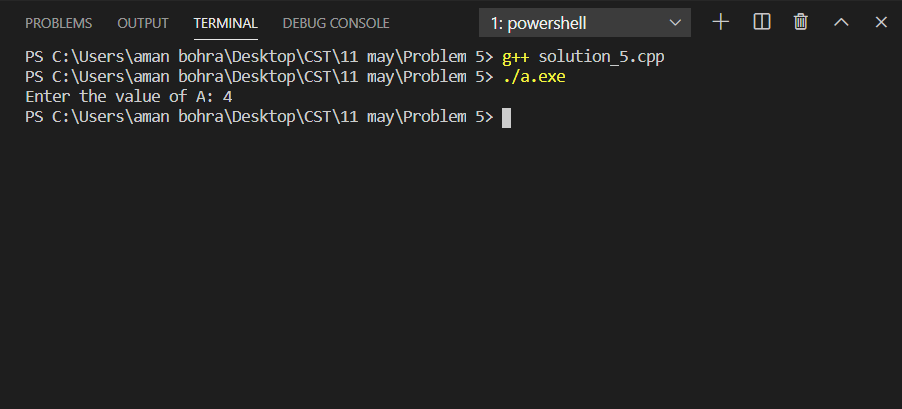 PROBLEMS OUTPUT TERMINAL DEBUG CONSOLE 1: powershell
PS C:\Users\aman bohra\Desktop\CST\11 may\Problem 5> g++ solution_5.cpp
PS C:\Users\aman bohra\Desktop\CST\11 may\Problem 5> ./a.exe
Enter the value of A: 4
PS C:\Users\aman bohra\Desktop\CST\11 may\Problem 5>